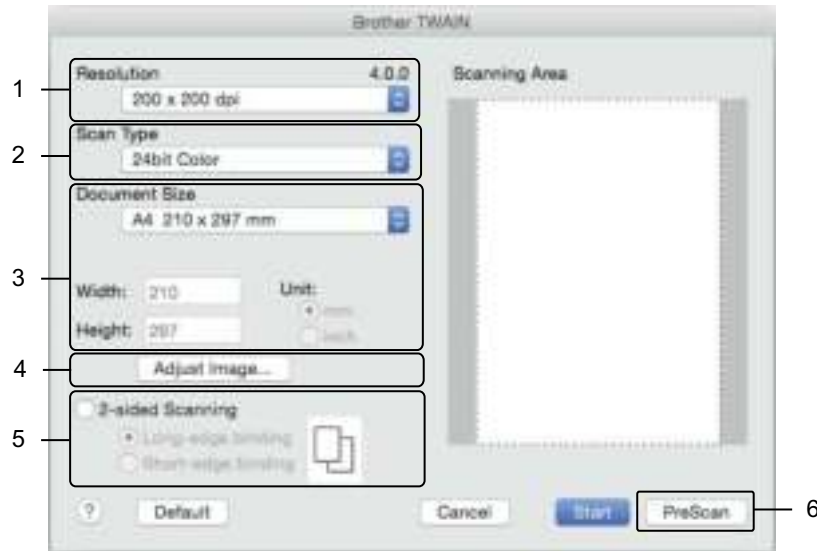 Brother TWAIN
1
Resolution 4.0.0
200 x 200 dpi
Scanning Area
2
Scan Type
24bit Color
3
Document Size
A4 210 x 297 mm
Width: 210
Unit:
mm
Height: 297
inch
4
Adjust Image...
5
2-sided Scanning
Long-edge binding
Short-edge binding
? Default Cancel Start PreScan 6